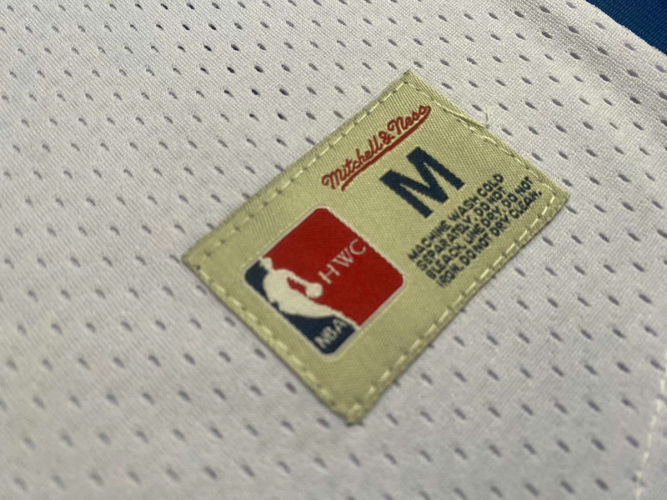 Mitchell & Ness
M
HWC
NBA
MACHINE WASH COLD
SEPARATELY. DO NOT
BLEACH, LINE DRY, DO NOT
IRON, DO NOT DRY CLEAN.